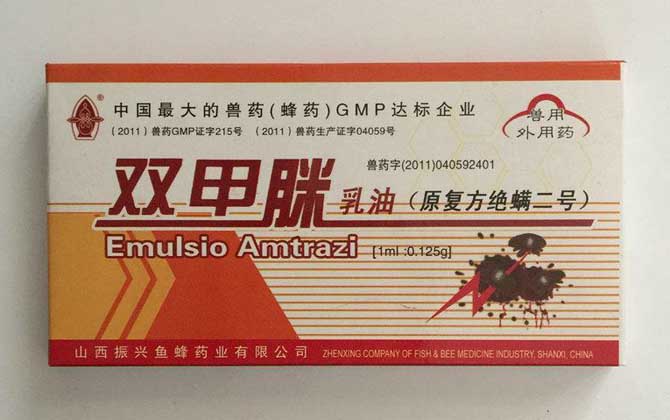 ®
中国最大的兽药(蜂药)GMP达标企业
(2011)兽药GMP证字215号 (2011)兽药生产证字04059号
兽用
外用药
兽药字(2011)040592401
双甲脒 乳油(原复方绝螨二号)
Emulsio Amtrazi [1ml :0.125g]
山西振兴鱼蜂药业有限公司 ZHENXING COMPANY OF FISH & BEE MEDICINE INDUSTRY, SHANXI, CHINA